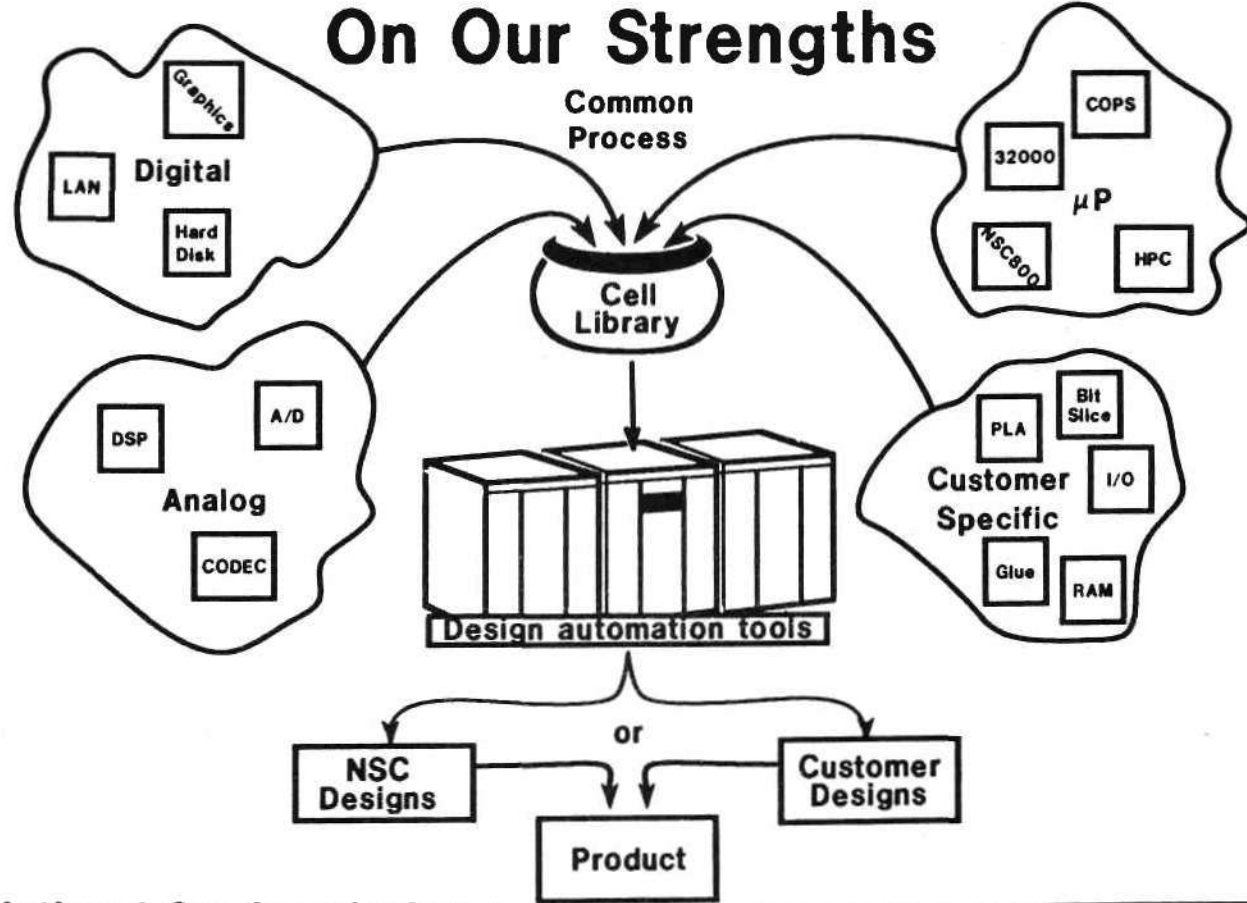 On Our Strengths
Common
Process
Graphics
LAN
Digital
Hard
Disk
COPS
32000
µP
NSC800
HPC
Cell
Library
DSP
A/D
Analog
CODEC
PLA
Bit
Slice
I/O
Customer
Specific
Glue
RAM
Design automation tools
or
NSC
Designs
Customer
Designs
Product